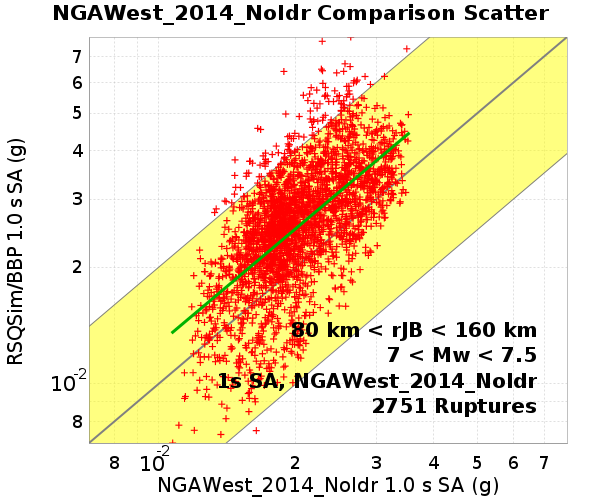 NGAWest_2014_NoIdr Comparison Scatter
RSQSim/BBP 1.0 s SA (g)
7
6
5
4
3
2
10-2
8
80 km < rJB < 160 km
7 < Mw < 7.5
1s SA, NGAWest_2014_NoIdr
2751 Ruptures
8 10-2 2 3 4 5 6 7
NGAWest_2014_NoIdr 1.0 s SA (g)